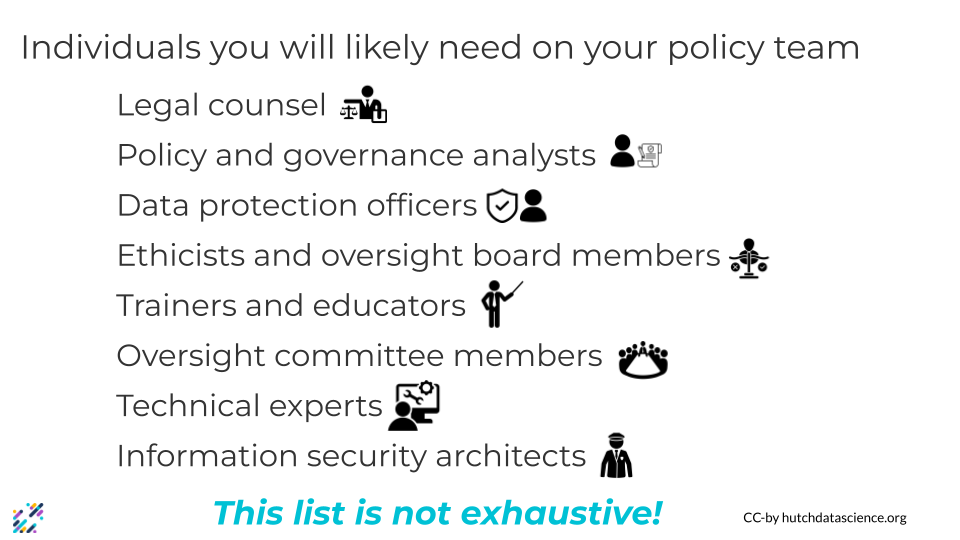 Individuals you will likely need on your policy team
Legal counsel
Policy and governance analysts
Data protection officers
Ethicists and oversight board members
Trainers and educators
Oversight committee members
Technical experts
Information security architects
This list is not exhaustive!
CC-by hutchdatascience.org